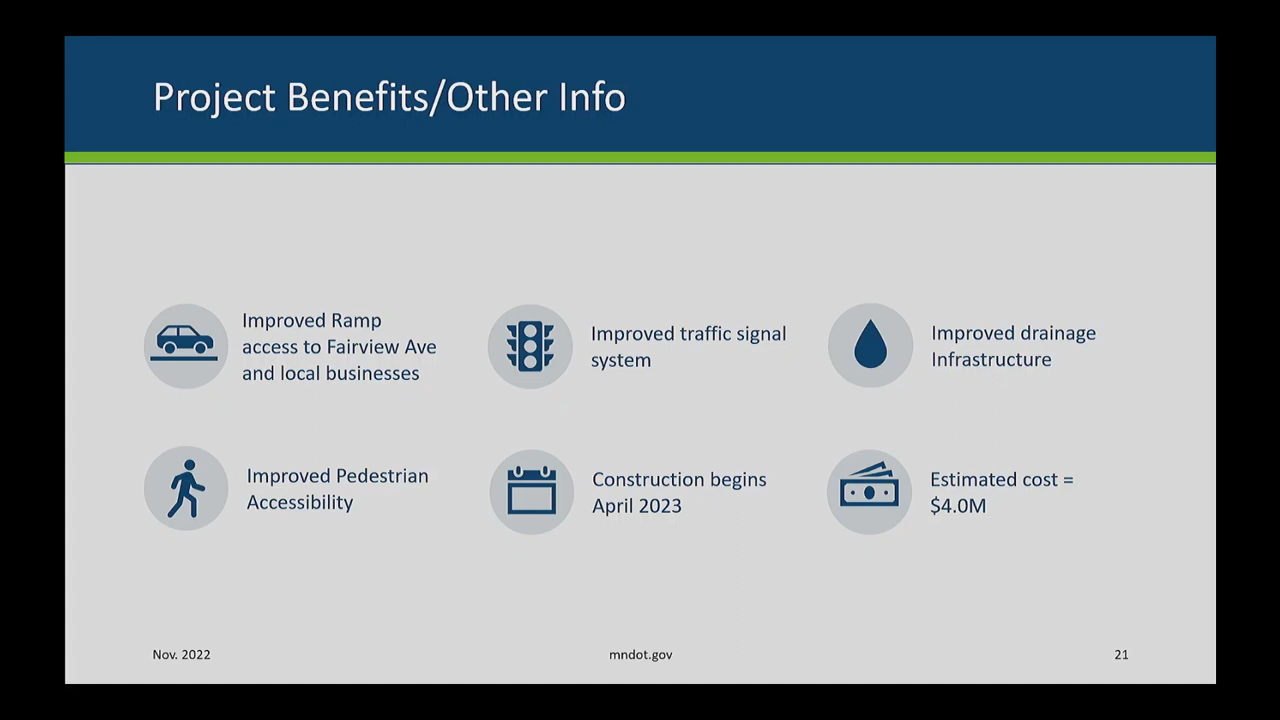 Project Benefits/Other Info
Improved Ramp
access to Fairview Ave
and local businesses
Improved traffic signal
system
Improved drainage
Infrastructure
Improved Pedestrian
Accessibility
Construction begins
April 2023
Estimated cost =
$4.0M
Nov. 2022
mndot.gov
21